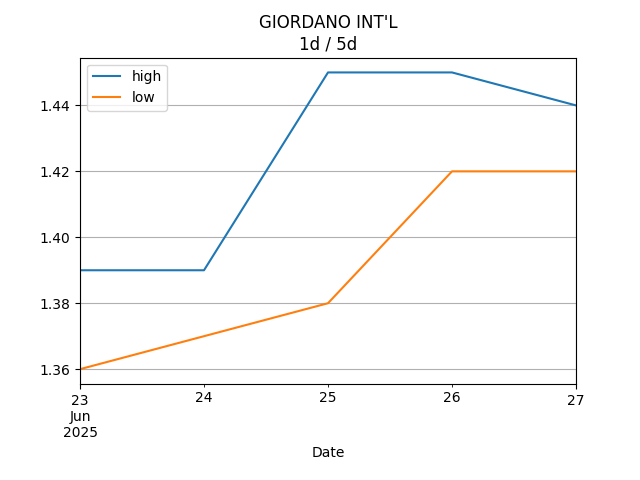 GIORDANO INT'L
1d / 5d
high
low
1.44
1.42
1.40
1.38
1.36
23 24 25 26 27
Jun
2025
Date